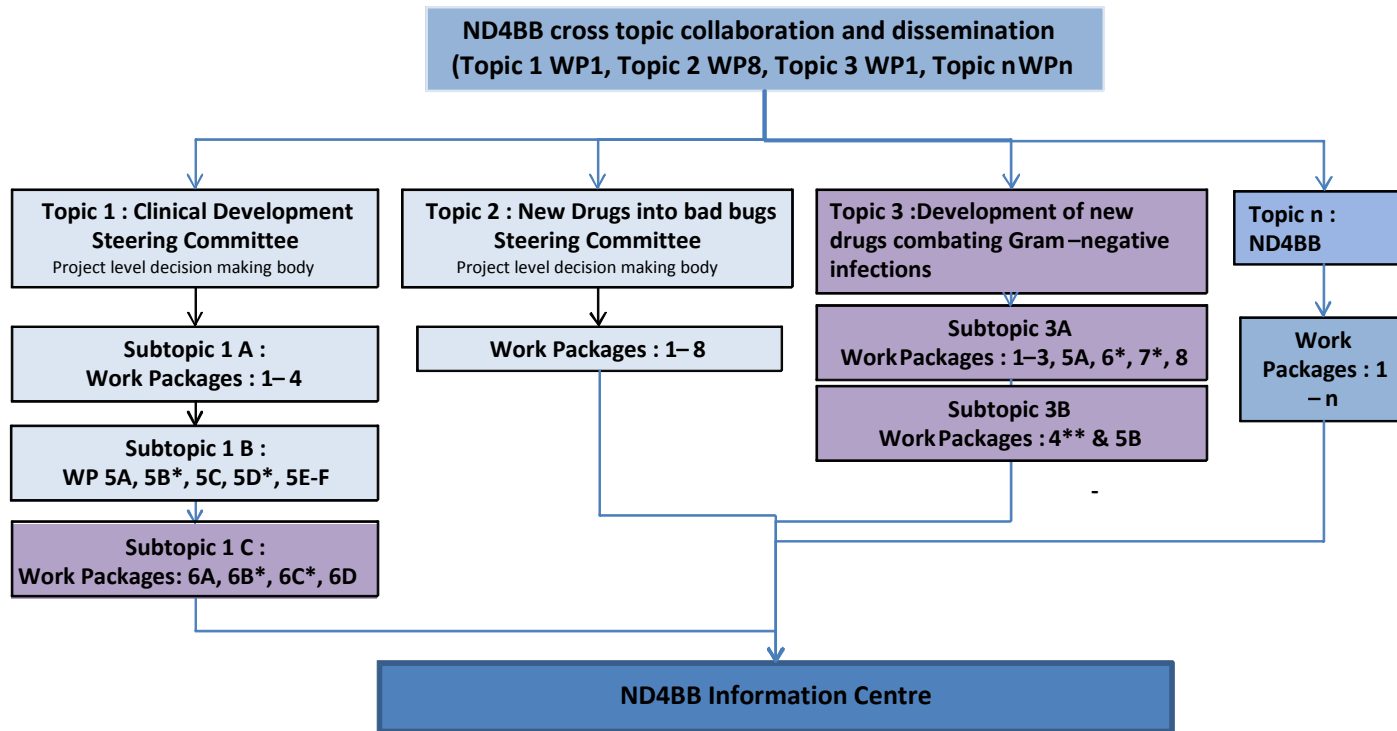 ND4BB cross topic collaboration and dissemination
(Topic 1 WP1, Topic 2 WP8, Topic 3 WP1, Topic n WPn
Topic 1 : Clinical Development
Steering Committee
Project level decision making body
Subtopic 1 A :
Work Packages : 1– 4
Subtopic 1 B :
WP 5A, 5B*, 5C, 5D*, 5E-F
Subtopic 1 C :
Work Packages: 6A, 6B*, 6C*, 6D
Topic 2 : New Drugs into bad bugs
Steering Committee
Project level decision making body
Work Packages : 1– 8
Topic 3 :Development of new
drugs combating Gram –negative
infections
Subtopic 3A
Work Packages : 1–3, 5A, 6*, 7*, 8
Subtopic 3B
Work Packages : 4** & 5B
-
Topic n :
ND4BB
Work
Packages : 1
– n
ND4BB Information Centre